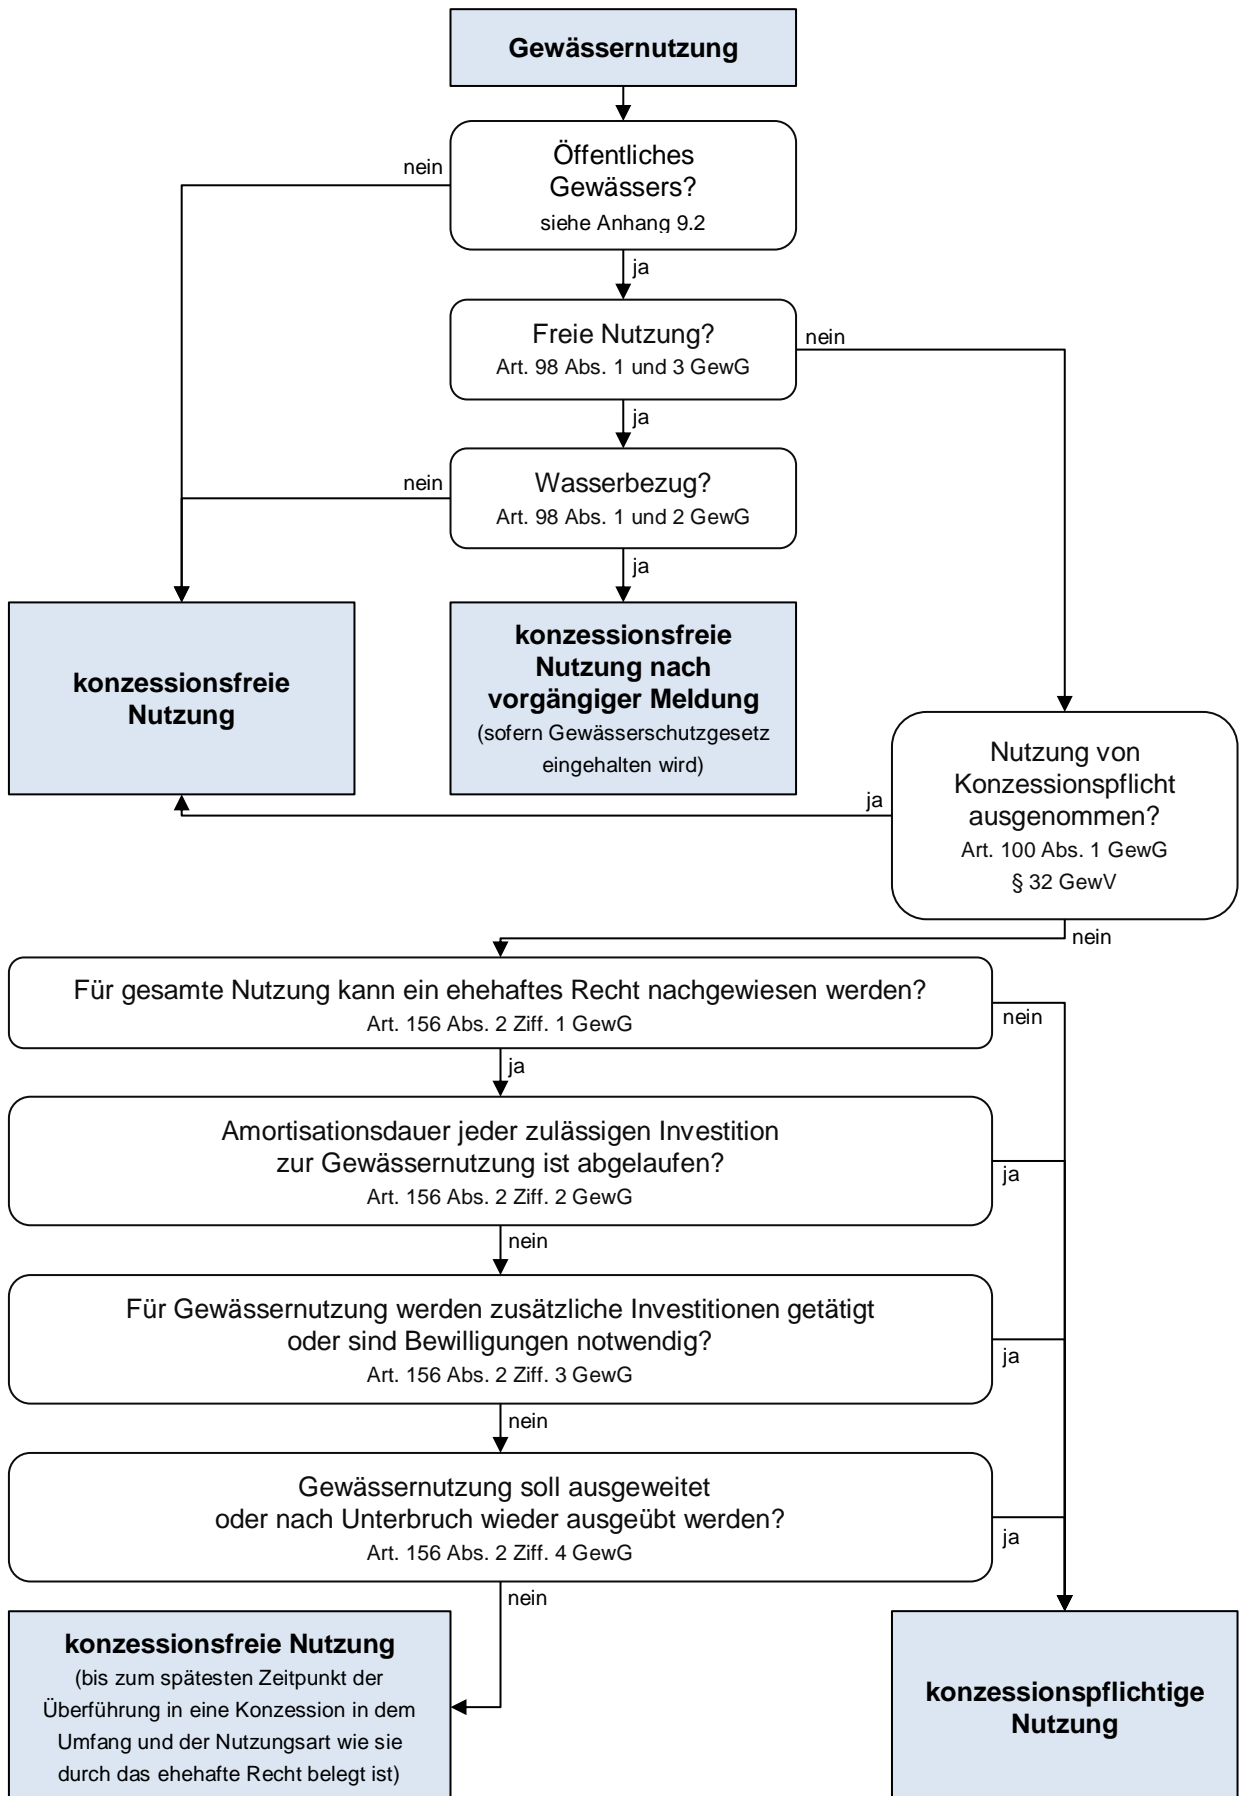 Gewässernutzung
Öffentliches
Gewässers?
siehe Anhang 9.2
nein
ja
Freie Nutzung?
Art. 98 Abs. 1 und 3 GewG
nein
ja
Wasserbezug?
Art. 98 Abs. 1 und 2 GewG
nein
ja
konzessionsfreie
Nutzung
konzessionsfreie
Nutzung nach
vorgängiger Meldung
(sofern Gewässerschutzgesetz
eingehalten wird)
Nutzung von
Konzessionspflicht
ausgenommen?
Art. 100 Abs. 1 GewG
§ 32 GewV
ja
nein
Für gesamte Nutzung kann ein ehehaftes Recht nachgewiesen werden?
Art. 156 Abs. 2 Ziff. 1 GewG
nein
ja
Amortisationsdauer jeder zulässigen Investition
zur Gewässernutzung ist abgelaufen?
Art. 156 Abs. 2 Ziff. 2 GewG
ja
nein
Für Gewässernutzung werden zusätzliche Investitionen getätigt
oder sind Bewilligungen notwendig?
Art. 156 Abs. 2 Ziff. 3 GewG
ja
nein
Gewässernutzung soll ausgeweitet
oder nach Unterbruch wieder ausgeübt werden?
Art. 156 Abs. 2 Ziff. 4 GewG
ja
nein
konzessionsfreie Nutzung
(bis zum spätesten Zeitpunkt der
Überführung in eine Konzession in dem
Umfang und der Nutzungsart wie sie
durch das ehehafte Recht belegt ist)
konzessionspflichtige
Nutzung